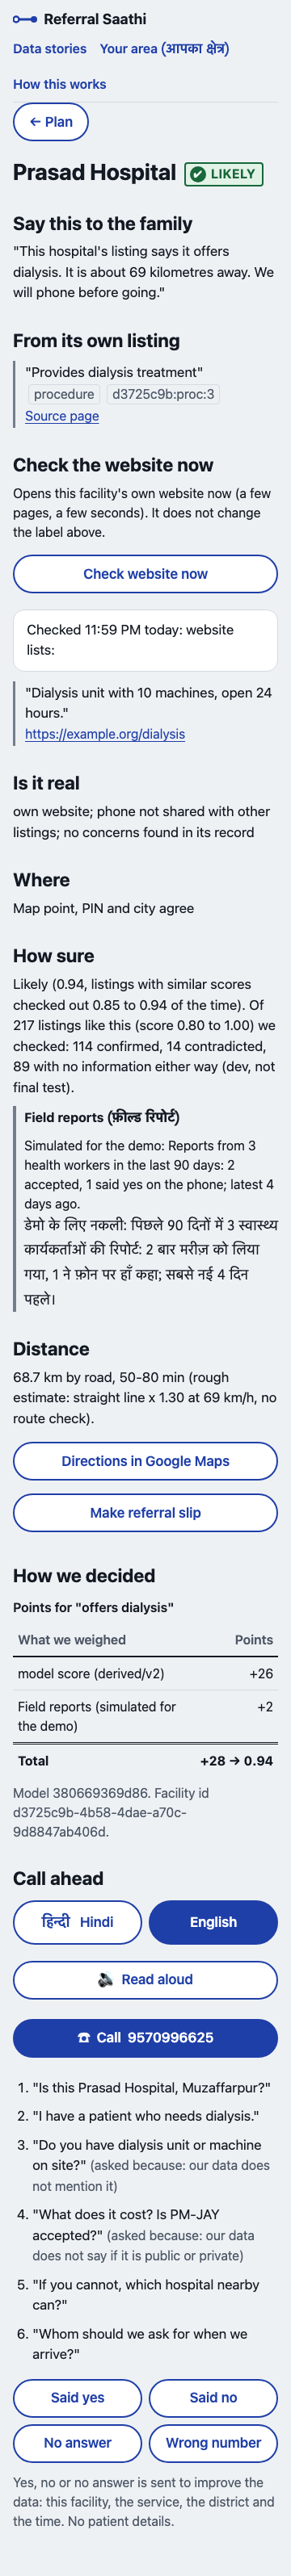 Referral Saathi
Data stories Your area (आपका क्षेत्र)
How this works
← Plan
Prasad Hospital ✔ LIKELY
Say this to the family
"This hospital's listing says it offers
dialysis. It is about 69 kilometres away. We
will phone before going."
From its own listing
"Provides dialysis treatment"
procedure d3725c9b:proc:3
Source page
Check the website now
Opens this facility's own website now (a few
pages, a few seconds). It does not change
the label above.
Check website now
Checked 11:59 PM today: website
lists:
"Dialysis unit with 10 machines, open 24
hours."
https://example.org/dialysis
Is it real
own website; phone not shared with other
listings; no concerns found in its record
Where
Map point, PIN and city agree
How sure
Likely (0.94, listings with similar scores
checked out 0.85 to 0.94 of the time). Of
217 listings like this (score 0.80 to 1.00) we
checked: 114 confirmed, 14 contradicted,
89 with no information either way (dev, not
final test).
Field reports (फ़ील्ड रिपोर्ट)
Simulated for the demo: Reports from 3
health workers in the last 90 days: 2
accepted, 1 said yes on the phone; latest 4
days ago.
डेमो के लिए नकली: पिछले 90 दिनों में 3 स्वास्थ्य
कार्यकर्ताओं की रिपोर्ट: 2 बार मरीज़ को लिया
गया, 1 ने फ़ोन पर हाँ कहा; सबसे नई 4 दिन
पहले।
Distance
68.7 km by road, 50-80 min (rough
estimate: straight line x 1.30 at 69 km/h, no
route check).
Directions in Google Maps
Make referral slip
How we decided
Points for "offers dialysis"
What we weighed Points
model score (derived/v2) +26
Field reports (simulated for +2
the demo)
Total +28 → 0.94
Model 380669369d86. Facility id
d3725c9b-4b58-4dae-a70c-
9d8847ab406d.
Call ahead
हिन्दी Hindi English
🔈 Read aloud
☎ Call 9570996625
1. "Is this Prasad Hospital, Muzaffarpur?"
2. "I have a patient who needs dialysis."
3. "Do you have dialysis unit or machine
on site?" (asked because: our data does
not mention it)
4. "What does it cost? Is PM-JAY
accepted?" (asked because: our data
does not say if it is public or private)
5. "If you cannot, which hospital nearby
can?"
6. "Whom should we ask for when we
arrive?"
Said yes Said no
No answer Wrong number
Yes, no or no answer is sent to improve the
data: this facility, the service, the district and
the time. No patient details.